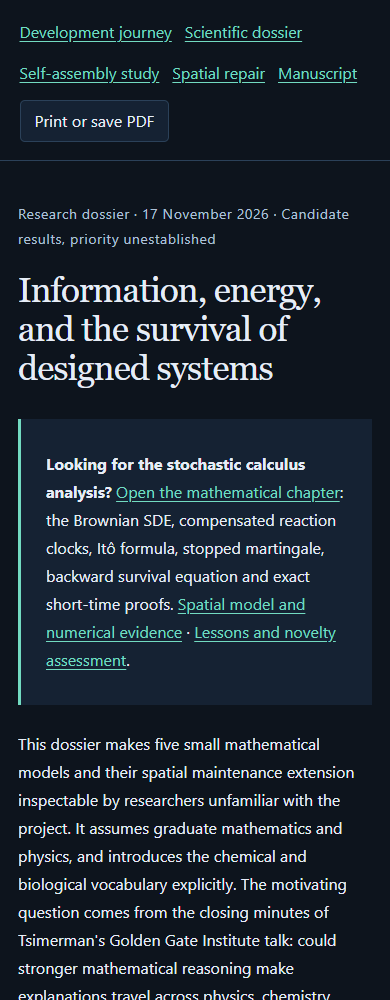 Development journey Scientific dossier
Self-assembly study Spatial repair Manuscript
Print or save PDF
Research dossier · 17 November 2026 · Candidate
results, priority unestablished
Information, energy,
and the survival of
designed systems
Looking for the stochastic calculus
analysis? Open the mathematical chapter:
the Brownian SDE, compensated reaction
clocks, Itô formula, stopped martingale,
backward survival equation and exact
short-time proofs. Spatial model and
numerical evidence · Lessons and novelty
assessment.
This dossier makes five small mathematical
models and their spatial maintenance extension
inspectable by researchers unfamiliar with the
project. It assumes graduate mathematics and
physics, and introduces the chemical and
biological vocabulary explicitly. The motivating
question comes from the closing minutes of
Tsimerman's Golden Gate Institute talk: could
stronger mathematical reasoning make
explanations travel across physics, chemistry